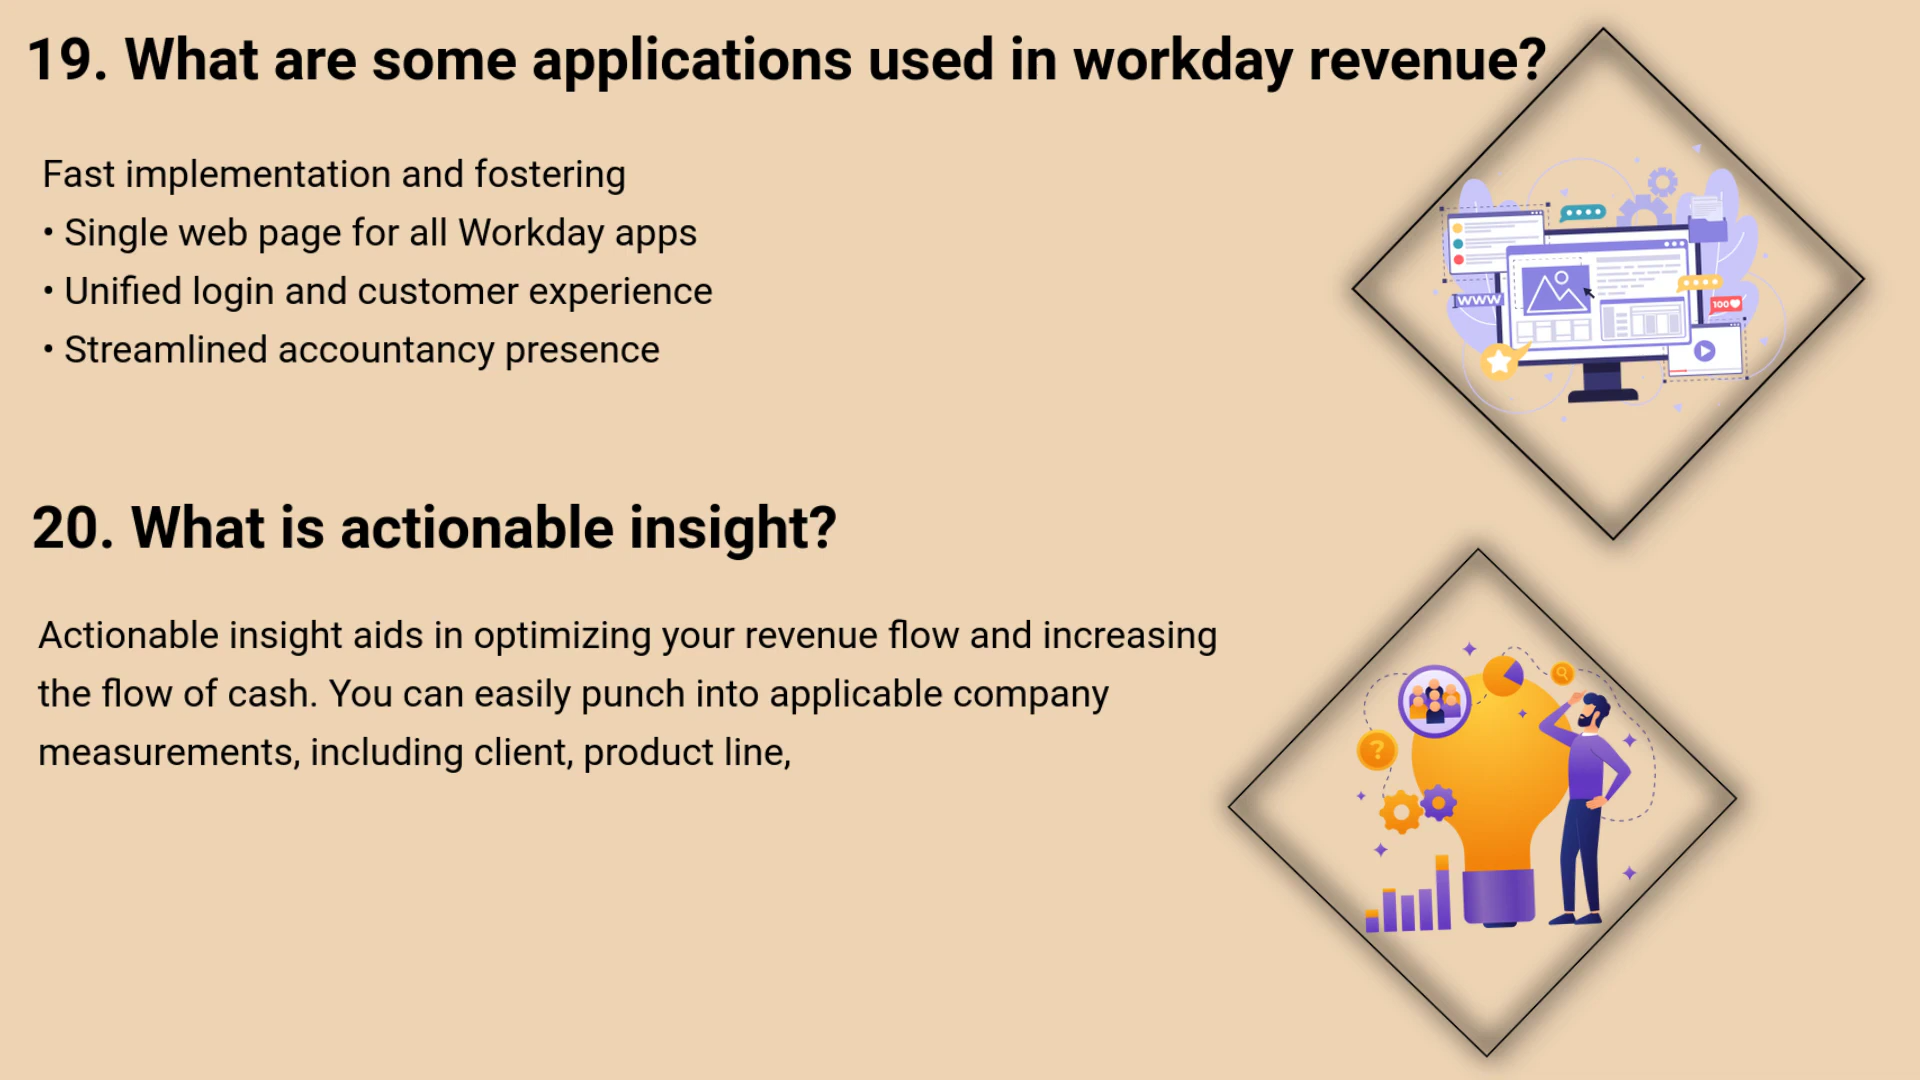 19. What are some applications used in workday revenue?
Fast implementation and fostering
• Single web page for all Workday apps
• Unified login and customer experience
• Streamlined accountancy presence
WWW
100
20. What is actionable insight?
Actionable insight aids in optimizing your revenue flow and increasing
the flow of cash. You can easily punch into applicable company
measurements, including client, product line,
?